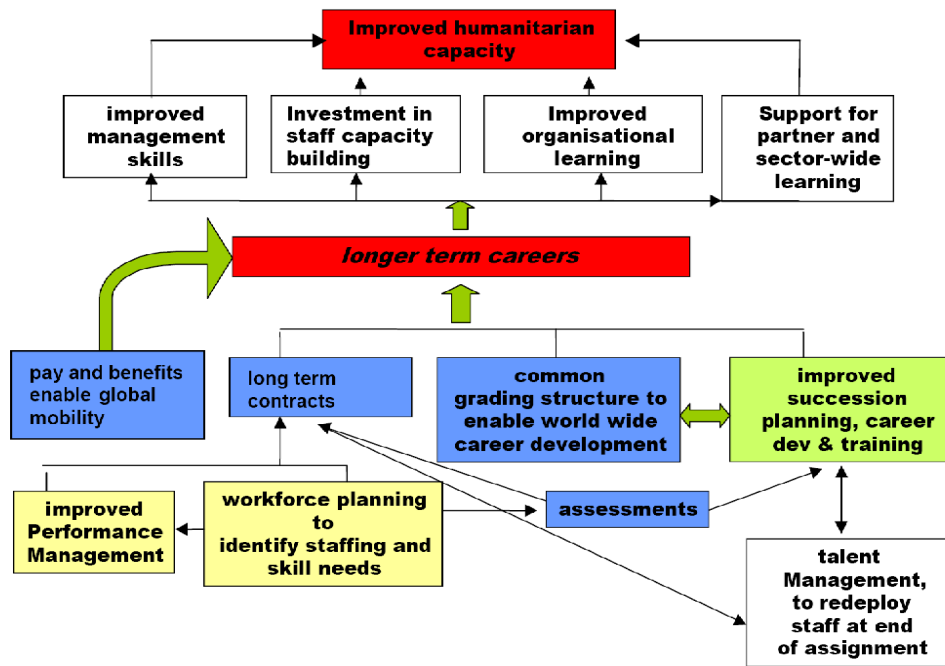 Improved humanitarian
capacity
improved
management
skills
Investment in
staff capacity
building
Improved
organisational
learning
Support for
partner and
sector-wide
learning
longer term careers
pay and benefits
enable global
mobility
long term
contracts
common
grading structure to
enable world wide
career development
improved
succession
planning, career
dev & training
improved
Performance
Management
workforce planning
to
identify staffing and
skill needs
assessments
talent
Management,
to redeploy
staff at end
of assignment